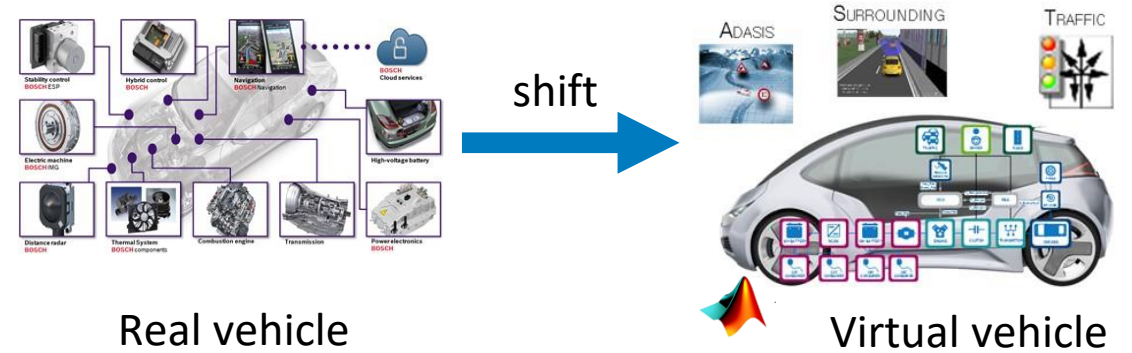 ADASIS
SURROUNDING
TRAFFIC
shift
Stability control
BOSCH ESP
Hybrid control
BOSCH
Navigation
BOSCH Navigation
BOSCH
Cloud services
Electric machine
BOSCH IMG
High-voltage battery
Distance radar
BOSCH
Thermal System
BOSCH components
Combustion engine
Transmission
Power electronics
BOSCH
Real vehicle
Virtual vehicle